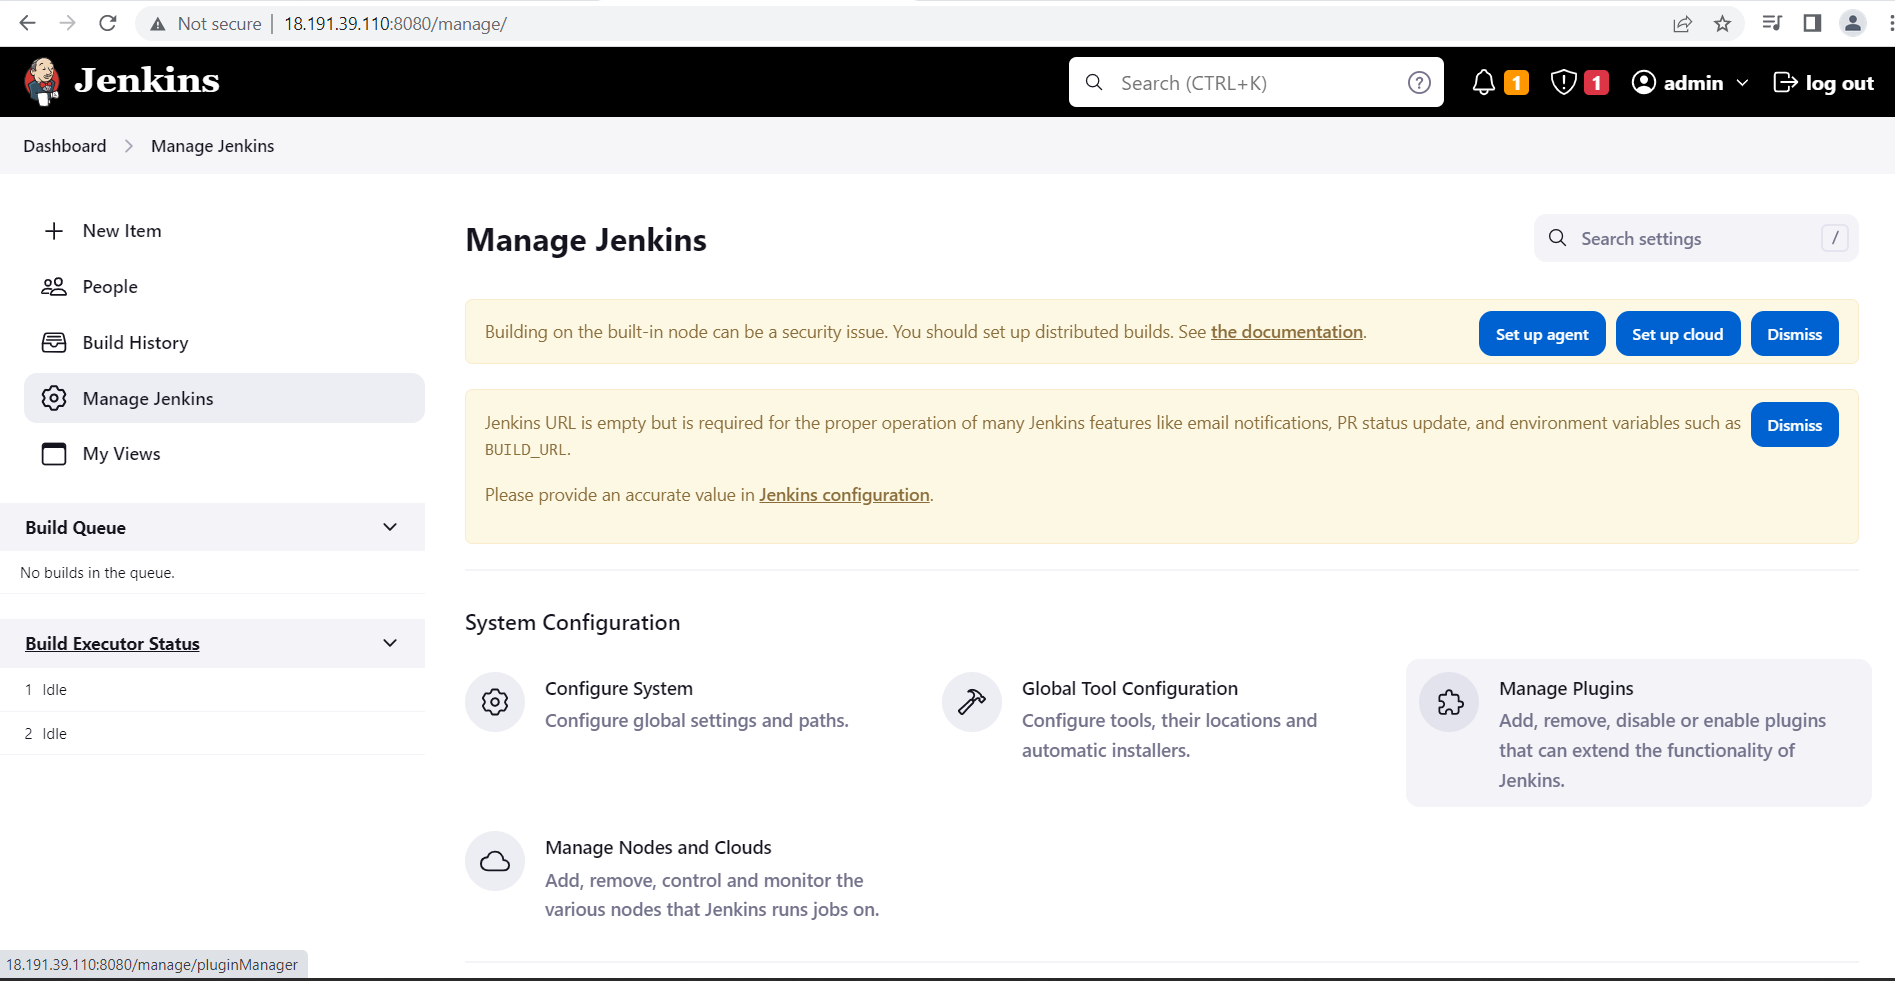 Not secure | 18.191.39.110:8080/manage/
Jenkins
Search (CTRL+K)
?
1
1
admin
log out
Dashboard
Manage Jenkins
New Item
People
Build History
Manage Jenkins
My Views
Build Queue
No builds in the queue.
Build Executor Status
1 Idle
2 Idle
Manage Jenkins
Search settings
/
Building on the built-in node can be a security issue. You should set up distributed builds. See the documentation.
Set up agent
Set up cloud
Dismiss
Jenkins URL is empty but is required for the proper operation of many Jenkins features like email notifications, PR status update, and environment variables such as
BUILD_URL.
Dismiss
Please provide an accurate value in Jenkins configuration.
System Configuration
Configure System
Configure global settings and paths.
Global Tool Configuration
Configure tools, their locations and
automatic installers.
Manage Plugins
Add, remove, disable or enable plugins
that can extend the functionality of
Jenkins.
Manage Nodes and Clouds
Add, remove, control and monitor the
various nodes that Jenkins runs jobs on.
18.191.39.110:8080/manage/pluginManager